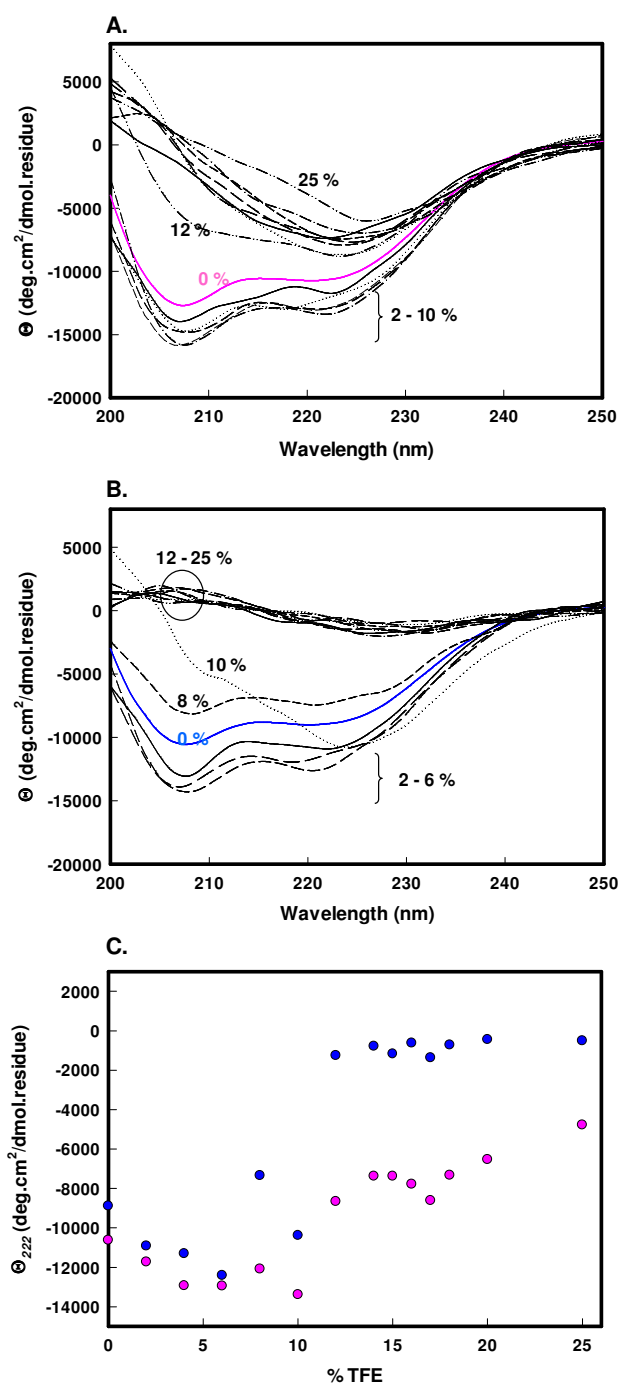 A.
5000
0
-5000
-10000
-15000
-20000
Θ (deg.cm²/dmol.residue)
25 %
12 %
0 %
2 - 10 %
200 210 220 230 240 250
Wavelength (nm)
B.
5000
0
-5000
-10000
-15000
-20000
Θ (deg.cm²/dmol.residue)
12 - 25 %
10 %
8 %
0 %
2 - 6 %
200 210 220 230 240 250
Wavelength (nm)
C.
2000
0
-2000
-4000
-6000
-8000
-10000
-12000
-14000
Θ222 (deg.cm²/dmol.residue)
0 5 10 15 20 25
% TFE